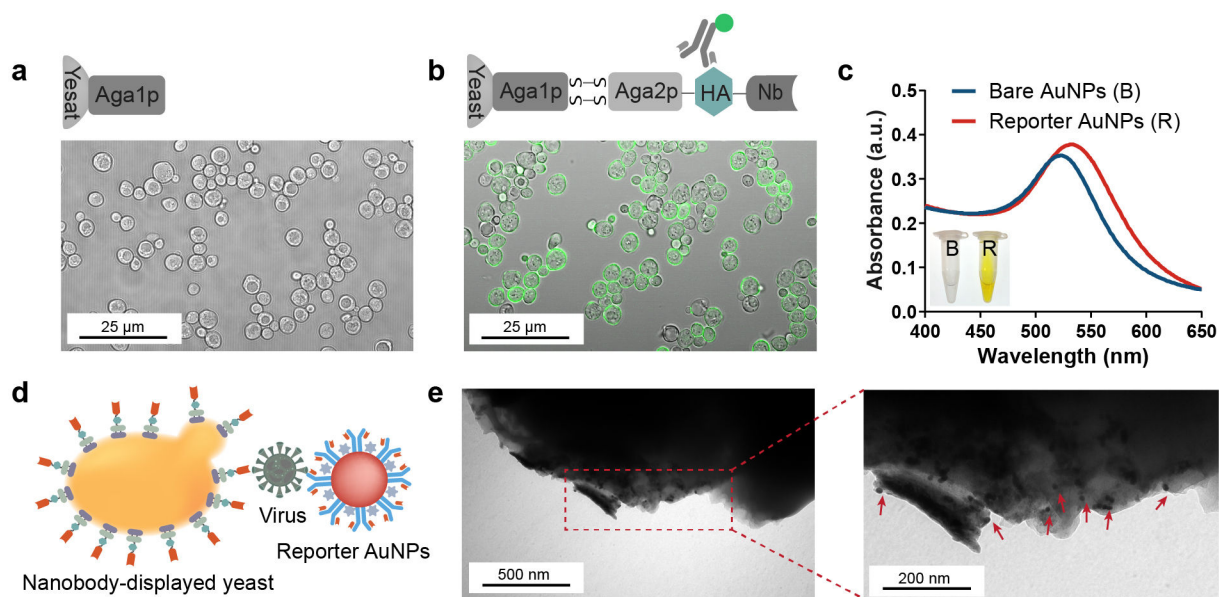 a
Yesat
Aga1p
25 μm
b
Yeast
Aga1p
S–S
S–S
Aga2p
HA
Nb
25 μm
c
Bare AuNPs (B)
Reporter AuNPs (R)
Absorbance (a.u.)
0.5
0.4
0.3
0.2
0.1
0.0
B
R
400
450
500
550
600
650
Wavelength (nm)
d
Virus
Reporter AuNPs
Nanobody-displayed yeast
e
500 nm
200 nm